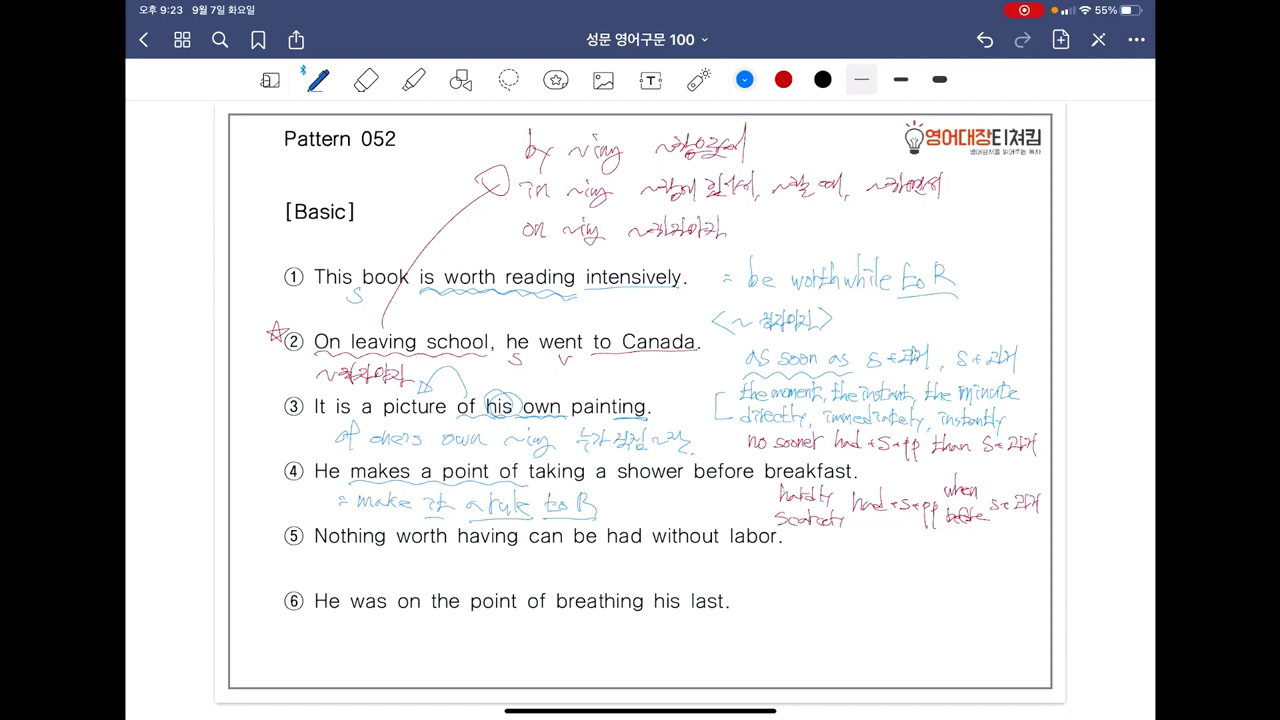 오후 9:23 9월 7일 화요일
55%
성문 영어구문 100
Pattern 052
영어대장티쳐킴
by ~ing ~함으로써
in ~ing ~함에 있어서, ~할 때, ~하면서
[Basic]
on ~ing ~하자마자
① This book is worth reading intensively. = be worthwhile to R
S
<~하자마자>
② On leaving school, he went to Canada.
S V
as soon as S+과거, S+과거
~하자마자
the moment, the instant, the minute
③ It is a picture of his own painting.
directly, immediately, instantly
of one's own ~ing 누가 직접 ~한
no sooner had+S+pp than S+과거
④ He makes a point of taking a shower before breakfast.
= make it a rule to R
hardly had+S+pp when S+과거
scarcely before
⑤ Nothing worth having can be had without labor.
⑥ He was on the point of breathing his last.